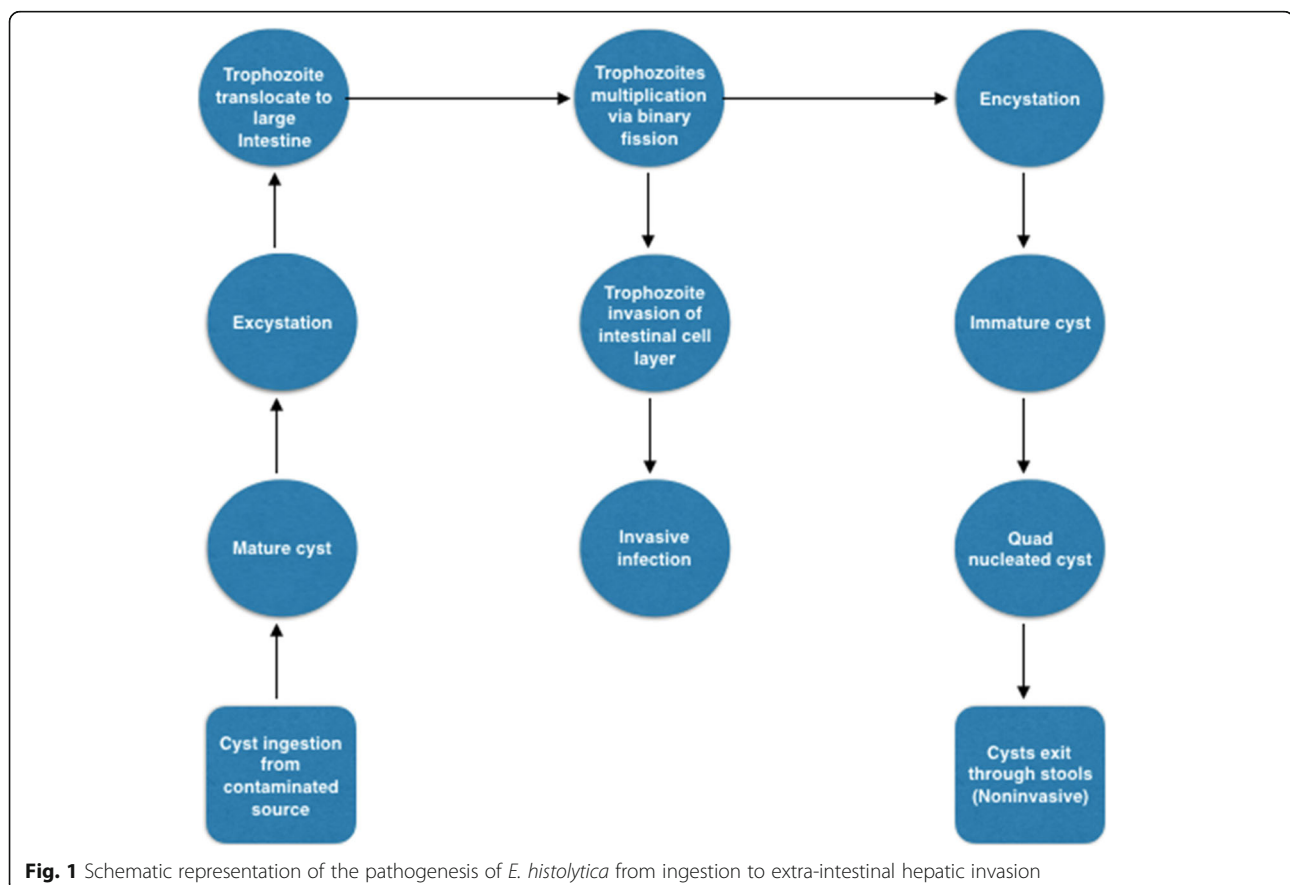 Trophozoite
translocate to
large
Intestine
Trophozoites
multiplication
via binary
fission
Encystation
Excystation
Trophozoite
invasion of
intestinal cell
layer
Immature cyst
Mature cyst
Invasive
infection
Quad
nucleated cyst
Cyst ingestion
from
contaminated
source
Cysts exit
through stools
(Noninvasive)
Fig. 1 Schematic representation of the pathogenesis of E. histolytica from ingestion to extra-intestinal hepatic invasion